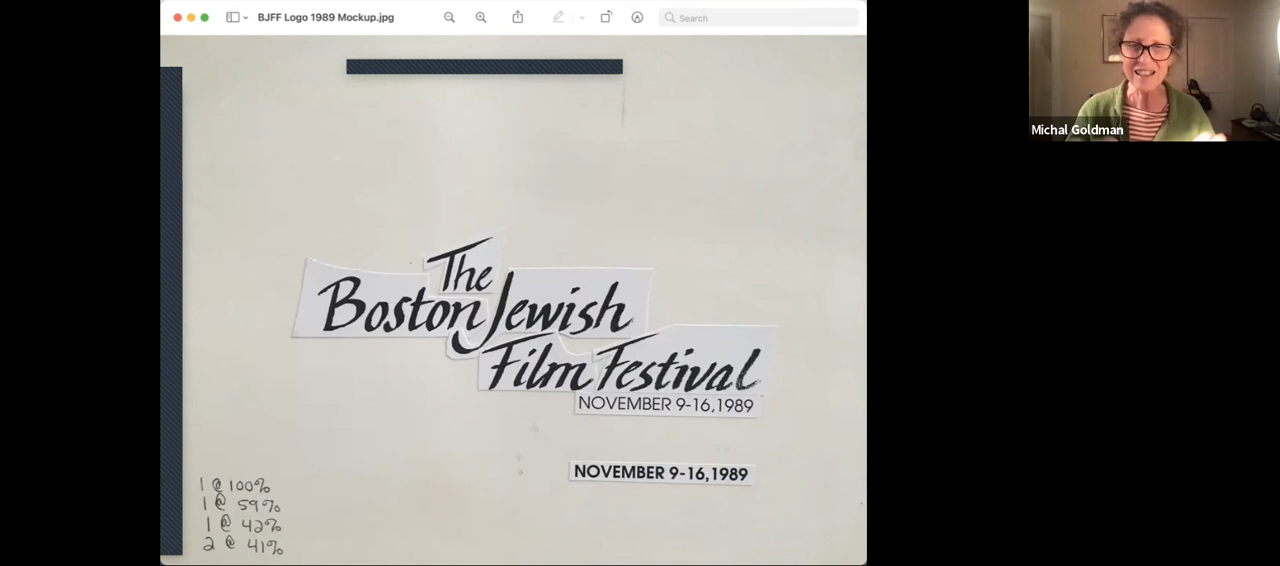 BJFF Logo 1989 Mockup.jpg
Search
Michal Goldman
The
Boston Jewish
Film Festival
NOVEMBER 9-16,1989
NOVEMBER 9-16,1989
1 @ 100%
1 @ 59%
1 @ 42%
2 @ 41%